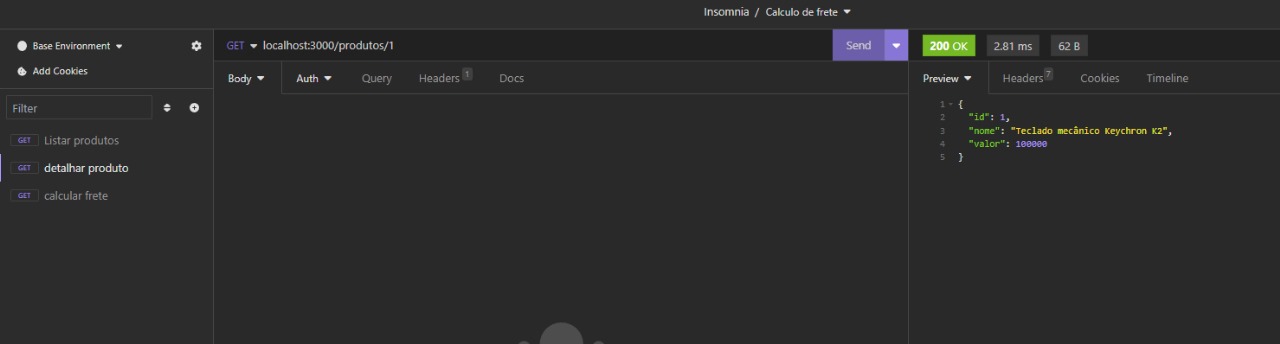 Insomnia / Calculo de frete
Base Environment
Add Cookies
Filter
GET Listar produtos
GET detalhar produto
GET calcular frete
GET localhost:3000/produtos/1
Send
Body Auth Query Headers 1 Docs
200 OK 2.81 ms 62 B
Preview Headers 7 Cookies Timeline
1 {
2 "id": 1,
3 "nome": "Teclado mecânico Keychron K2",
4 "valor": 100000
5 }